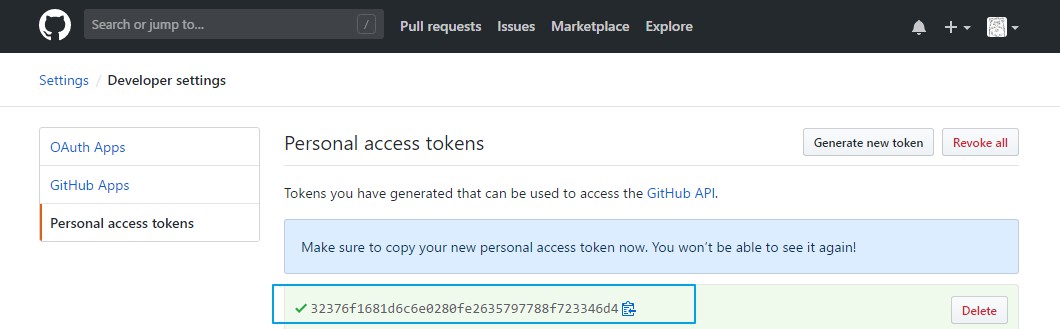 Search or jump to... /
Pull requests Issues Marketplace Explore
Settings / Developer settings
OAuth Apps
GitHub Apps
Personal access tokens
Personal access tokens
Generate new token
Revoke all
Tokens you have generated that can be used to access the GitHub API.
Make sure to copy your new personal access token now. You won't be able to see it again!
32376f1681d6c6e0280fe2635797788f723346d4
Delete